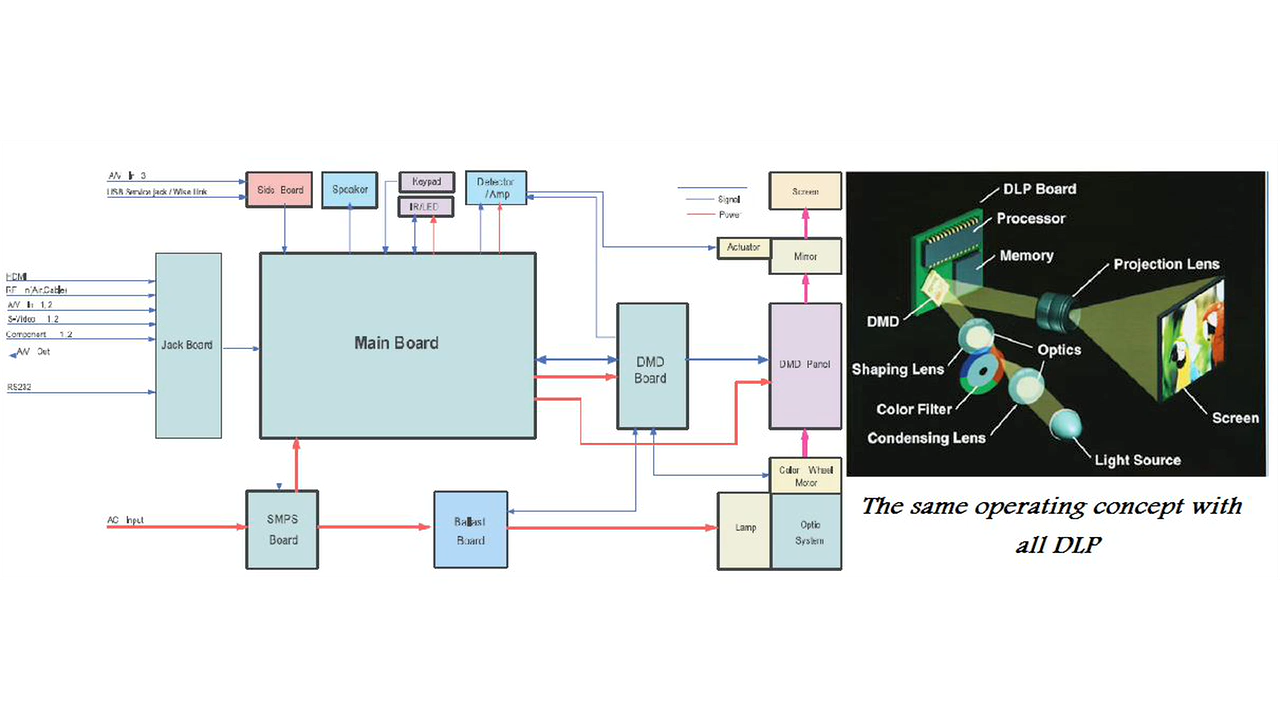 A/V In 3
USB Service jack / Wise Link
Side Board
Speaker
Keypad
IR/LED
Detector
/Amp
Signal
Power
Screen
Actuator
Mirror
HDMI
RF In(Air,Cable)
A/V In 1,2
S-Video 1,2
Component 1,2
A/V Out
RS232
Jack Board
Main Board
DMD
Board
DMD Panel
Color Wheel
Motor
AC Input
SMPS
Board
Ballast
Board
Lamp
Optic
System
DLP Board
Processor
Memory
Projection Lens
DMD
Optics
Shaping Lens
Color Filter
Condensing Lens
Screen
Light Source
The same operating concept with
all DLP